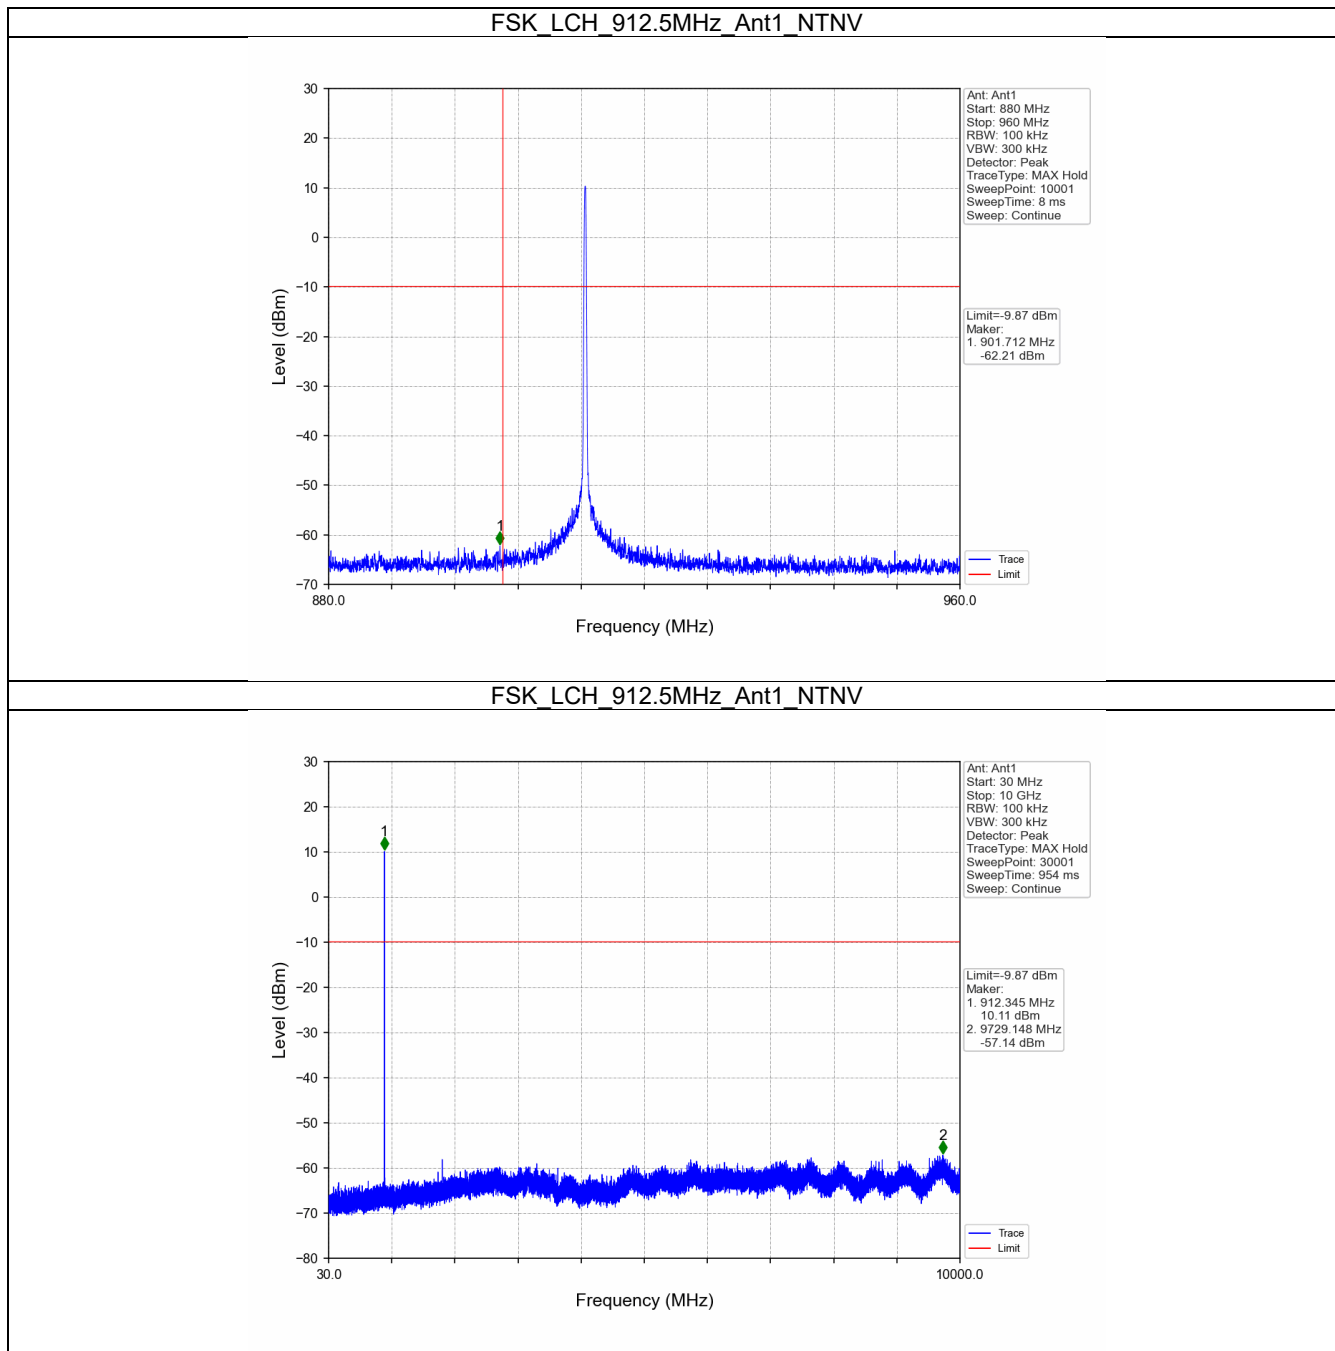 FSK_LCH_912.5MHz_Ant1_NTNV
30
20
10
0
−10
−20
−30
−40
−50
−60
−70
Level (dBm)
880.0
960.0
Frequency (MHz)
1
Ant: Ant1
Start: 880 MHz
Stop: 960 MHz
RBW: 100 kHz
VBW: 300 kHz
Detector: Peak
TraceType: MAX Hold
SweepPoint: 10001
SweepTime: 8 ms
Sweep: Continue
Limit=-9.87 dBm
Maker:
1. 901.712 MHz
-62.21 dBm
Trace
Limit
FSK_LCH_912.5MHz_Ant1_NTNV
30
20
10
0
−10
−20
−30
−40
−50
−60
−70
−80
Level (dBm)
30.0
10000.0
Frequency (MHz)
1
2
Ant: Ant1
Start: 30 MHz
Stop: 10 GHz
RBW: 100 kHz
VBW: 300 kHz
Detector: Peak
TraceType: MAX Hold
SweepPoint: 30001
SweepTime: 954 ms
Sweep: Continue
Limit=-9.87 dBm
Maker:
1. 912.345 MHz
10.11 dBm
2. 9729.148 MHz
-57.14 dBm
Trace
Limit